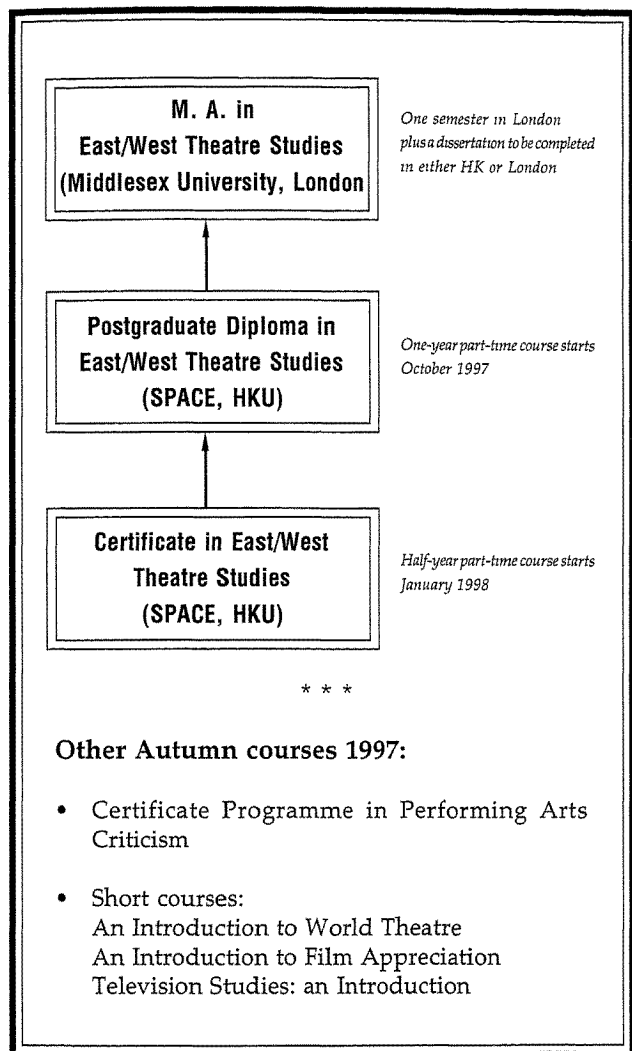 M. A. in
East/West Theatre Studies
(Middlesex University, London
One semester in London
plus a dissertation to be completed
in either HK or London
Postgraduate Diploma in
East/West Theatre Studies
(SPACE, HKU)
One-year part-time course starts
October 1997
Certificate in East/West
Theatre Studies
(SPACE, HKU)
Half-year part-time course starts
January 1998
* * *
Other Autumn courses 1997:
• Certificate Programme in Performing Arts
Criticism
• Short courses:
An Introduction to World Theatre
An Introduction to Film Appreciation
Television Studies: an Introduction